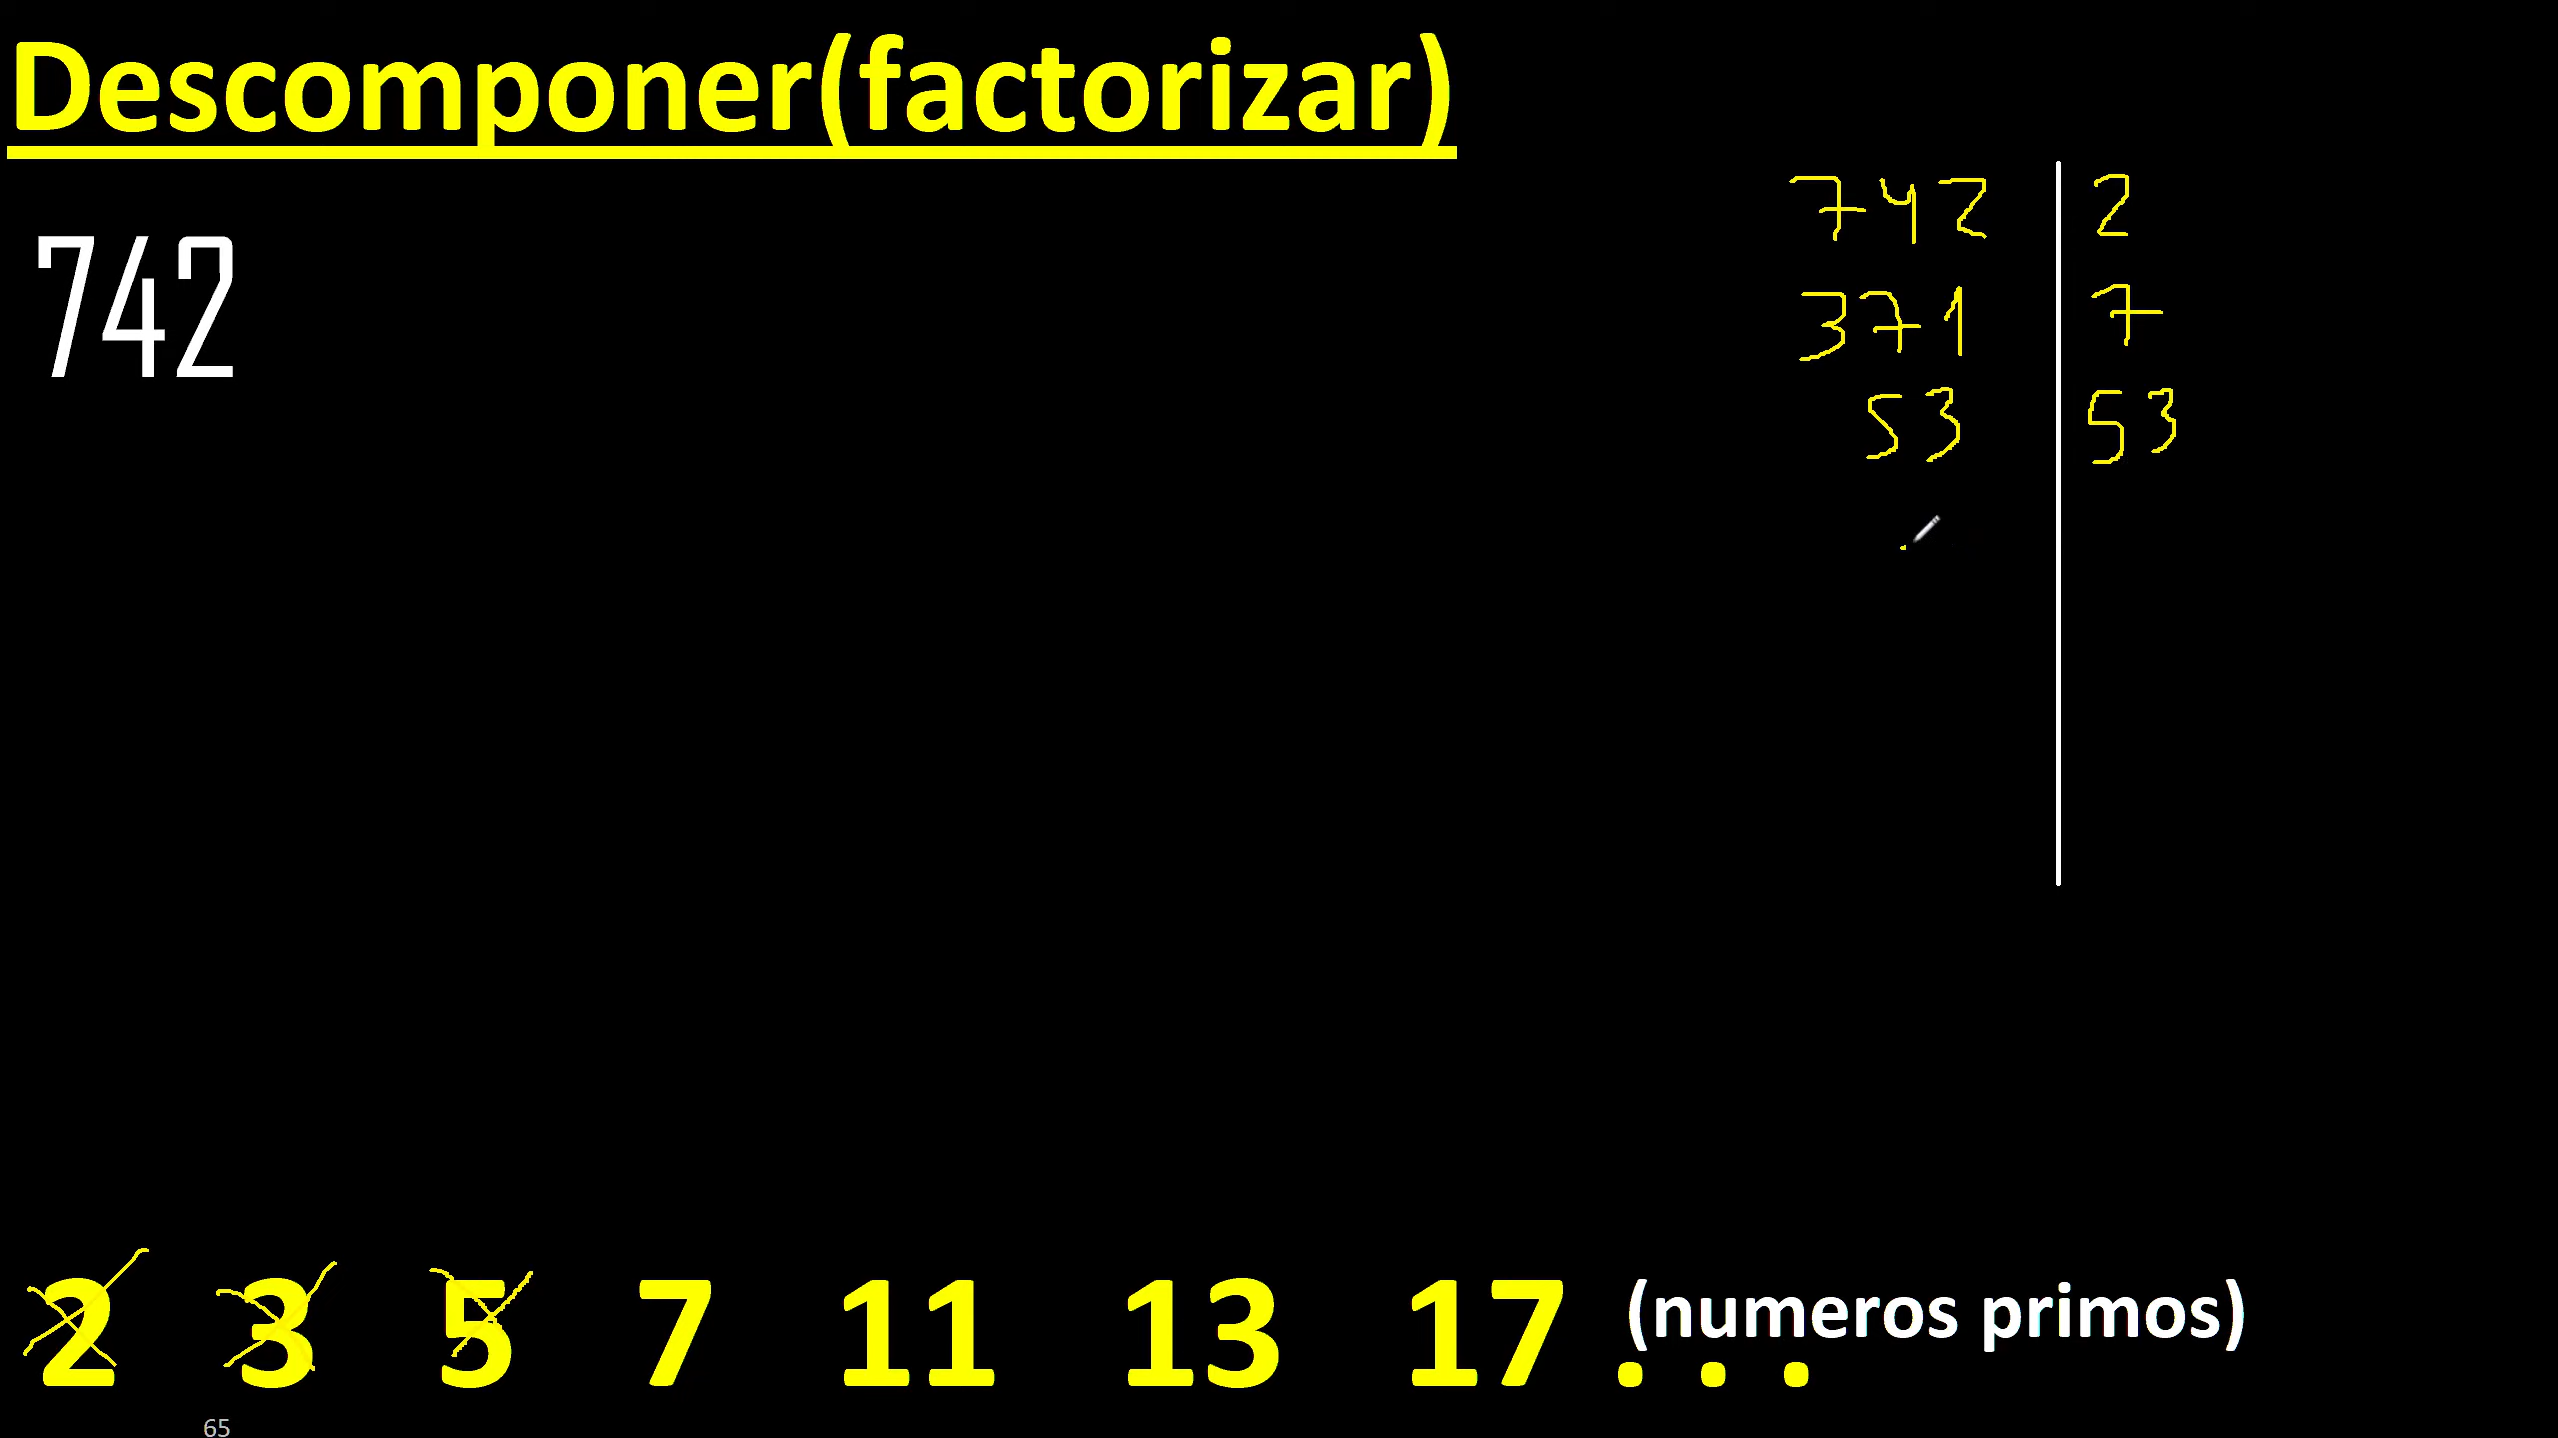 Descomponer(factorizar)
742
742 2
371 7
53 53
2 3 5 7 11 13 17 . . . (numeros primos)
65